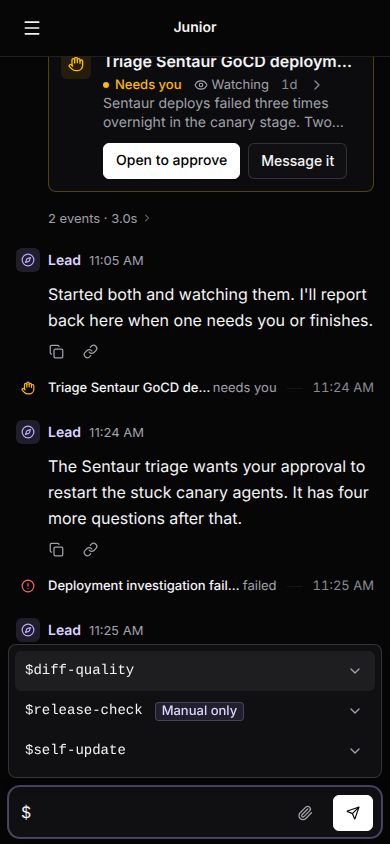 Junior
Triage Sentaur GoCD deploym...
Needs you Watching 1d
Sentaur deploys failed three times
overnight in the canary stage. Two...
Open to approve Message it
2 events · 3.0s
Lead 11:05 AM
Started both and watching them. I'll report
back here when one needs you or finishes.
Triage Sentaur GoCD de... needs you 11:24 AM
Lead 11:24 AM
The Sentaur triage wants your approval to
restart the stuck canary agents. It has four
more questions after that.
Deployment investigation fail... failed 11:25 AM
Lead 11:25 AM
$diff-quality
$release-check Manual only
$self-update
$